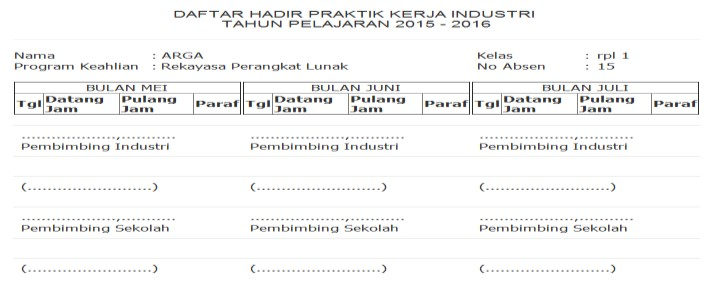 DAFTAR HADIR PRAKTIK KERJA INDUSTRI
TAHUN PELAJARAN 2015 - 2016
Nama : ARGA Kelas : rpl 1
Program Keahlian : Rekayasa Perangkat Lunak No Absen : 15
BULAN MEI BULAN JUNI BULAN JULI
Tgl Datang Jam Pulang Jam Paraf Tgl Datang Jam Pulang Jam Paraf Tgl Datang Jam Pulang Jam Paraf
......................,............. ......................,............. ......................,.............
Pembimbing Industri Pembimbing Industri Pembimbing Industri
(.............................) (.............................) (.............................)
......................,............. ......................,............. ......................,.............
Pembimbing Sekolah Pembimbing Sekolah Pembimbing Sekolah
(.............................) (.............................) (.............................)